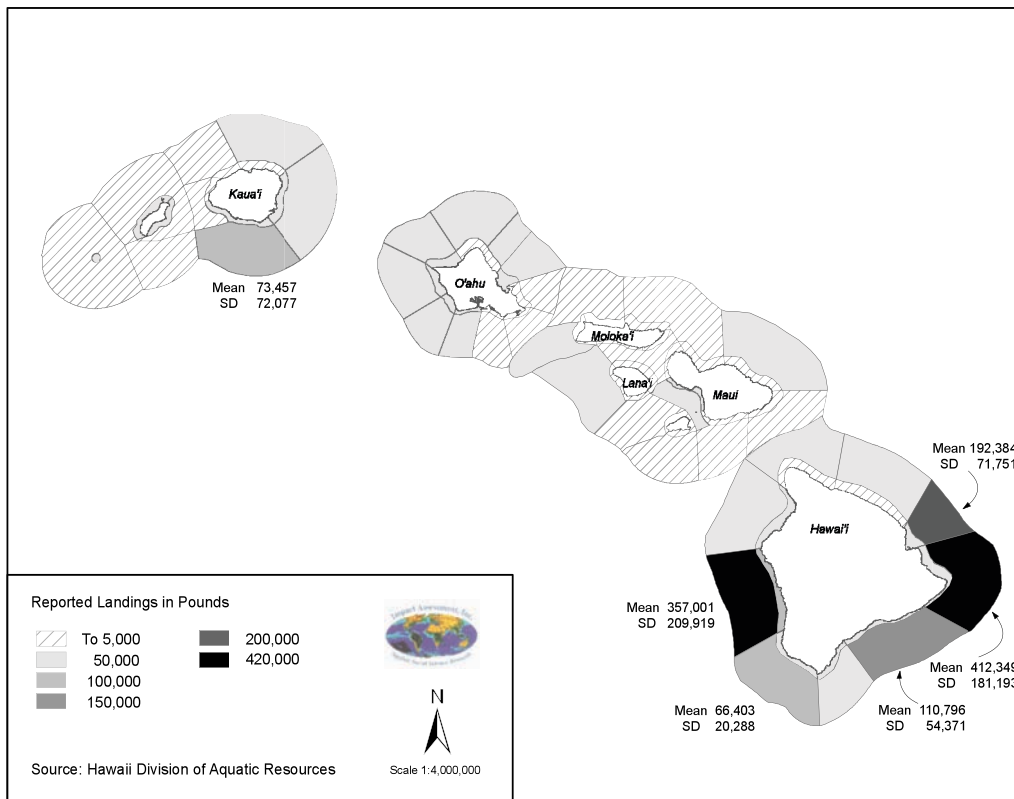 Kaua'i
Mean 73,457
SD 72,077
O'ahu
Moloka'i
Lana'i
Maui
Mean 192,384
SD 71,751
Hawai'i
Mean 357,001
SD 209,919
Mean 412,349
SD 181,193
Mean 66,403
SD 20,288
Mean 110,796
SD 54,371
Reported Landings in Pounds
To 5,000
50,000
100,000
150,000
200,000
420,000
Impact Assessment, Inc.
N
Scale 1:4,000,000
Source: Hawaii Division of Aquatic Resources